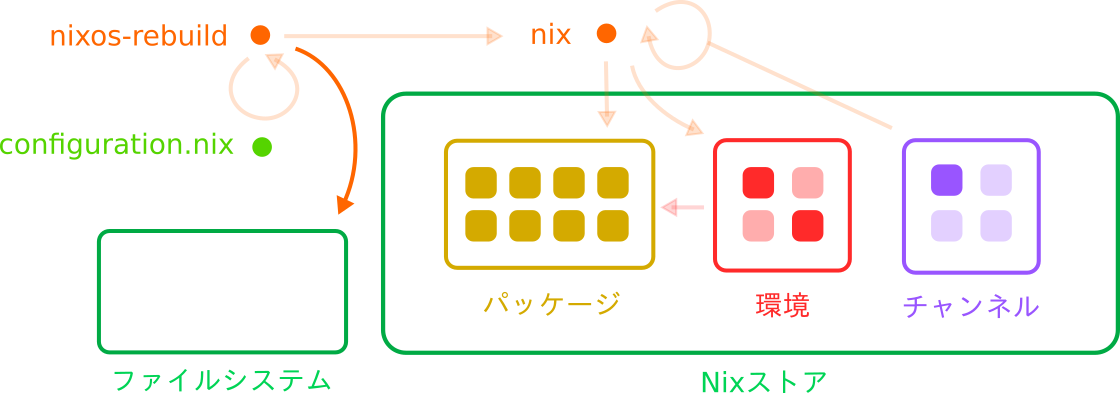 nixos-rebuild
nix
configuration.nix
パッケージ
環境
チャンネル
ファイルシステム
Nixストア